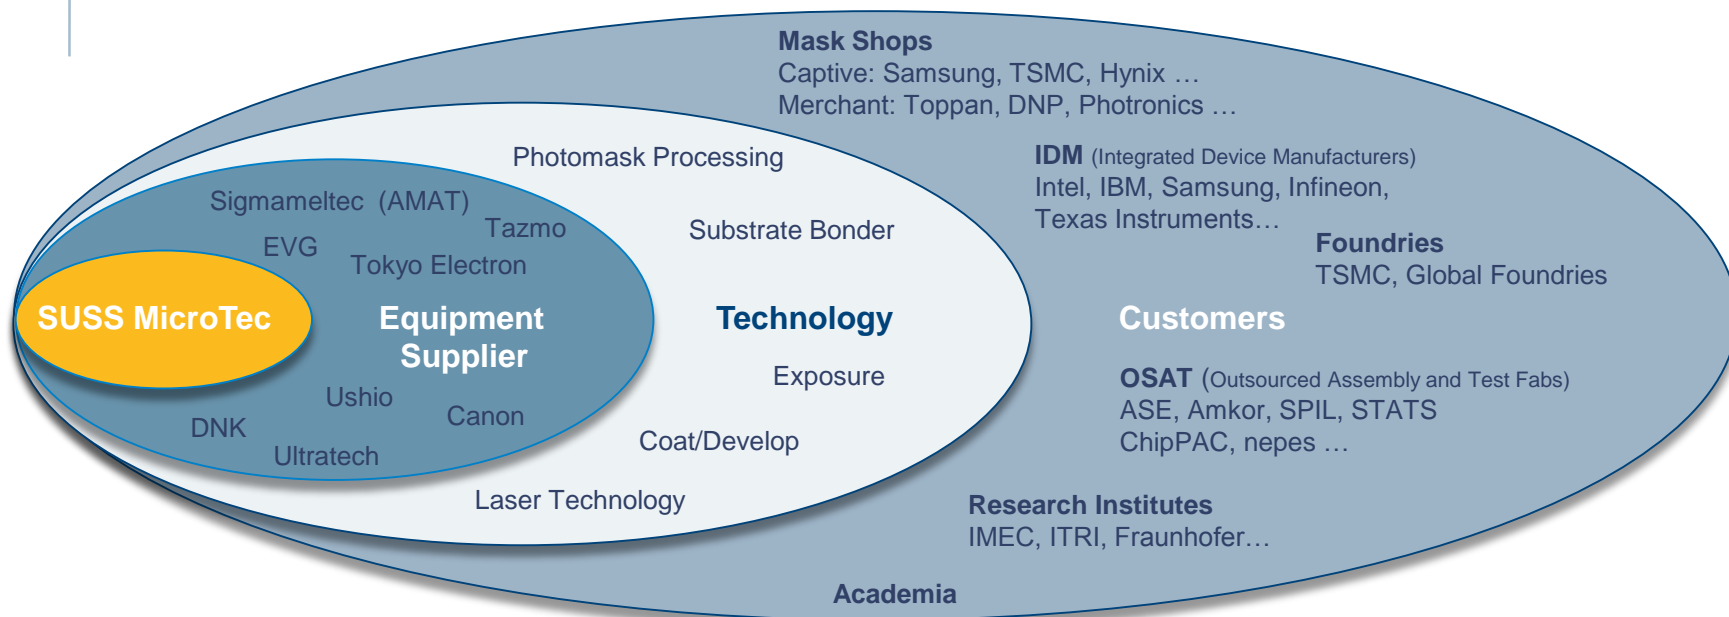 Mask Shops
Captive: Samsung, TSMC, Hynix …
Merchant: Toppan, DNP, Photronics …
Photomask Processing
IDM (Integrated Device Manufacturers)
Intel, IBM, Samsung, Infineon,
Texas Instruments…
Sigmameltec (AMAT)
Tazmo
Substrate Bonder
EVG
Tokyo Electron
Foundries
TSMC, Global Foundries
SUSS MicroTec
Equipment
Supplier
Technology
Customers
Exposure
OSAT (Outsourced Assembly and Test Fabs)
ASE, Amkor, SPIL, STATS
ChipPAC, nepes …
Ushio
Canon
DNK
Ultratech
Coat/Develop
Laser Technology
Research Institutes
IMEC, ITRI, Fraunhofer…
Academia